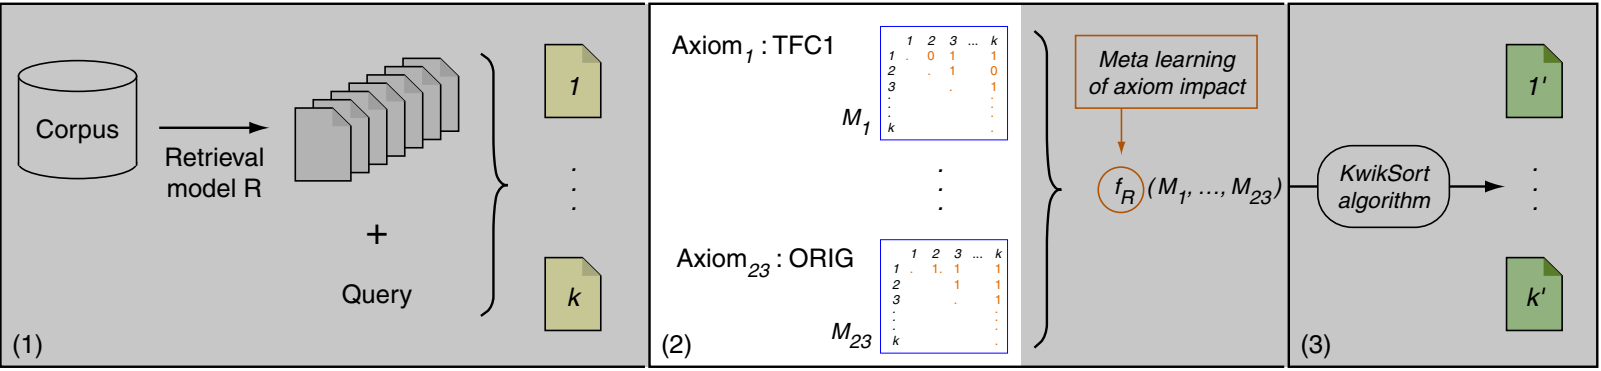 Corpus
Retrieval
model R
+
Query
1
.
.
.
k
(1)
Axiom1 : TFC1
1 2 3 ... k
1 . 0 1 1
2 . 1 0
3 . 1
. .
. .
. .
k .
M1
.
.
.
Axiom23 : ORIG
1 2 3 ... k
1 . 1. 1 1
2 1 1
3 . 1
. .
. .
. .
k .
M23
(2)
Meta learning
of axiom impact
fR (M1, ..., M23)
KwikSort
algorithm
1'
.
.
.
k'
(3)